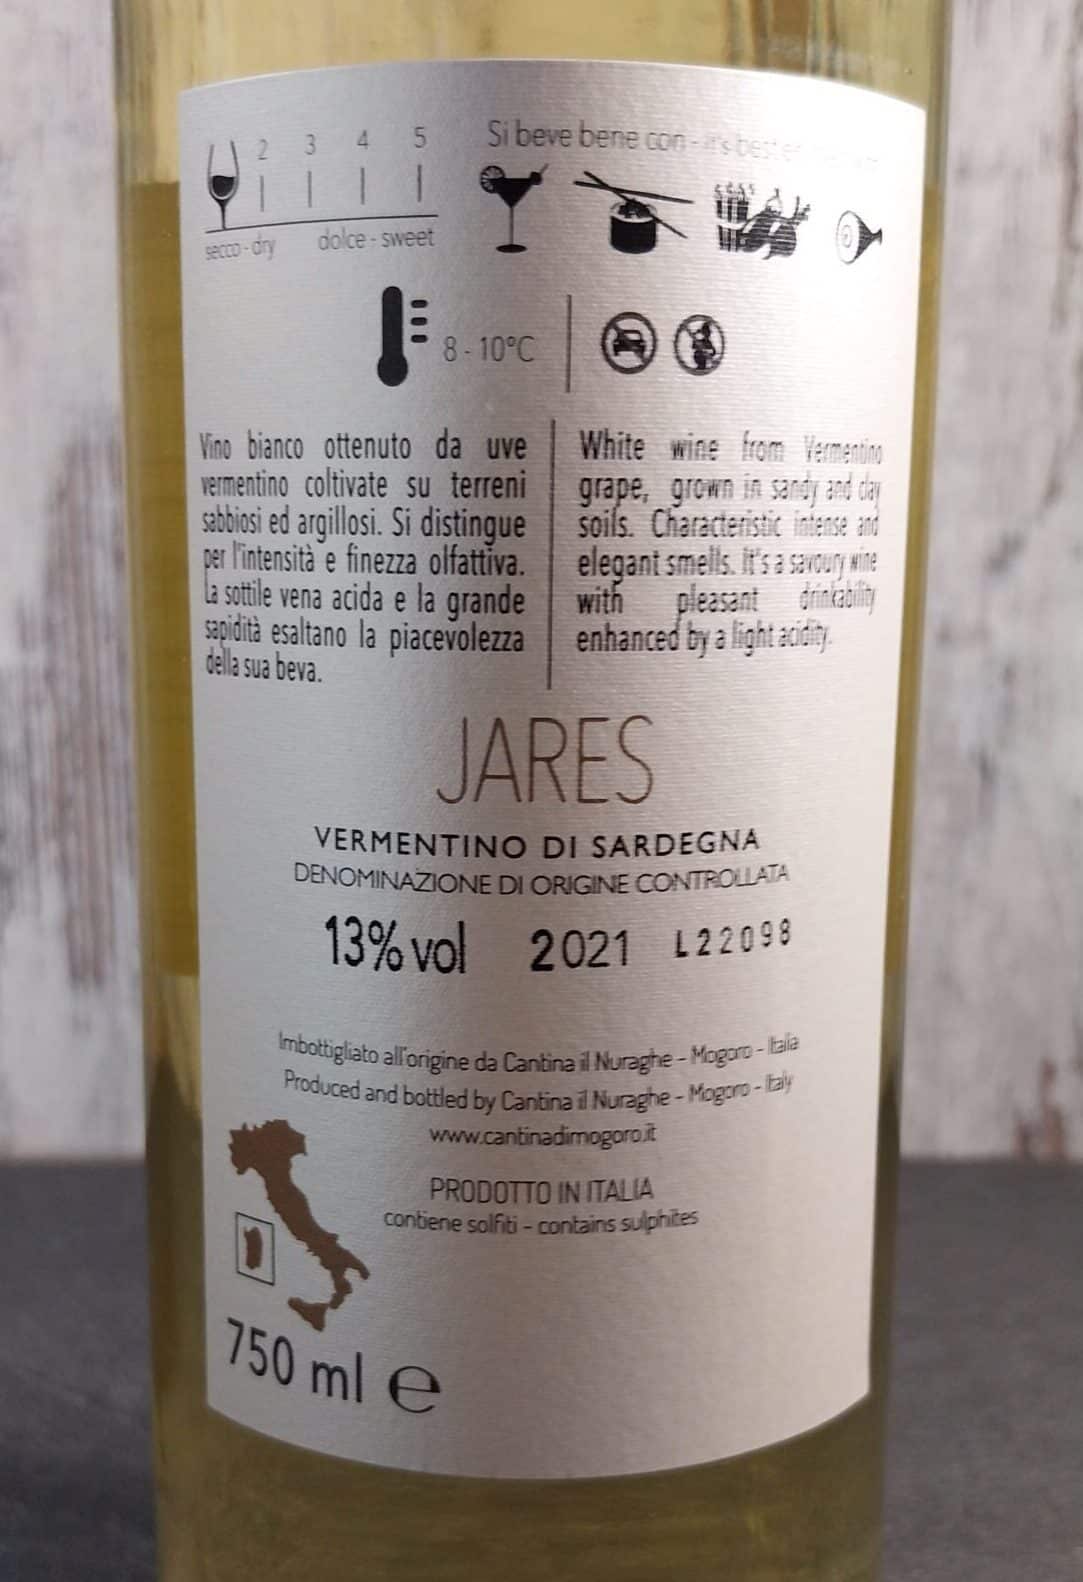 2 3 4 5
secco - dry dolce - sweet
Si beve bene con - it's best
8 - 10°C
Vino bianco ottenuto da uve
vermentino coltivate su terreni
sabbiosi ed argillosi. Si distingue
per l'intensità e finezza olfattiva.
La sottile vena acida e la grande
sapidità esaltano la piacevolezza
della sua beva.
White wine from Vermentino
grape, grown in sandy and clay
soils. Characteristic intense and
elegant smells. It's a savoury wine
with pleasant drinkability
enhanced by a light acidity.
JARES
VERMENTINO DI SARDEGNA
DENOMINAZIONE DI ORIGINE CONTROLLATA
13% vol 2021 L22098
Imbottigliato all'origine da Cantina il Nuraghe - Mogoro - Italia
Produced and bottled by Cantina il Nuraghe - Mogoro - Italy
www.cantinadimogoro.it
PRODOTTO IN ITALIA
contiene solfiti - contains sulphites
750 ml e